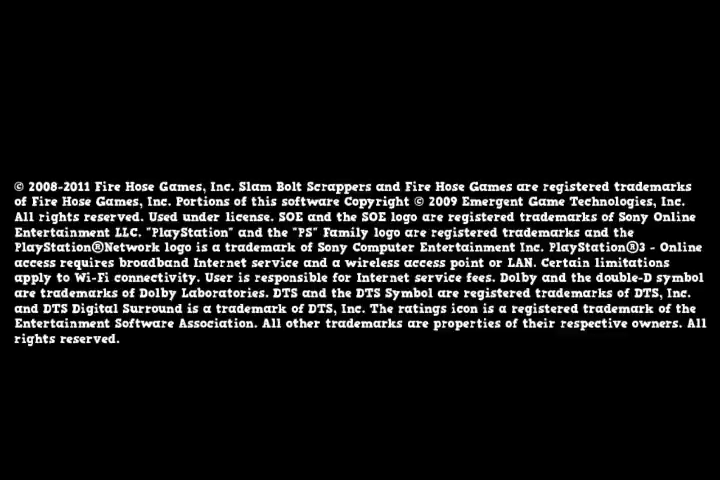 © 2008-2011 Fire Hose Games, Inc. Slam Bolt Scrappers and Fire Hose Games are registered trademarks
of Fire Hose Games, Inc. Portions of this software Copyright © 2009 Emergent Game Technologies, Inc.
All rights reserved. Used under license. SOE and the SOE logo are registered trademarks of Sony Online
Entertainment LLC. "PlayStation" and the "PS" Family logo are registered trademarks and the
PlayStation®Network logo is a trademark of Sony Computer Entertainment Inc. PlayStation®3 - Online
access requires broadband Internet service and a wireless access point or LAN. Certain limitations
apply to Wi-Fi connectivity. User is responsible for Internet service fees. Dolby and the double-D symbol
are trademarks of Dolby Laboratories. DTS and the DTS Symbol are registered trademarks of DTS, Inc.
and DTS Digital Surround is a trademark of DTS, Inc. The ratings icon is a registered trademark of the
Entertainment Software Association. All other trademarks are properties of their respective owners. All
rights reserved.